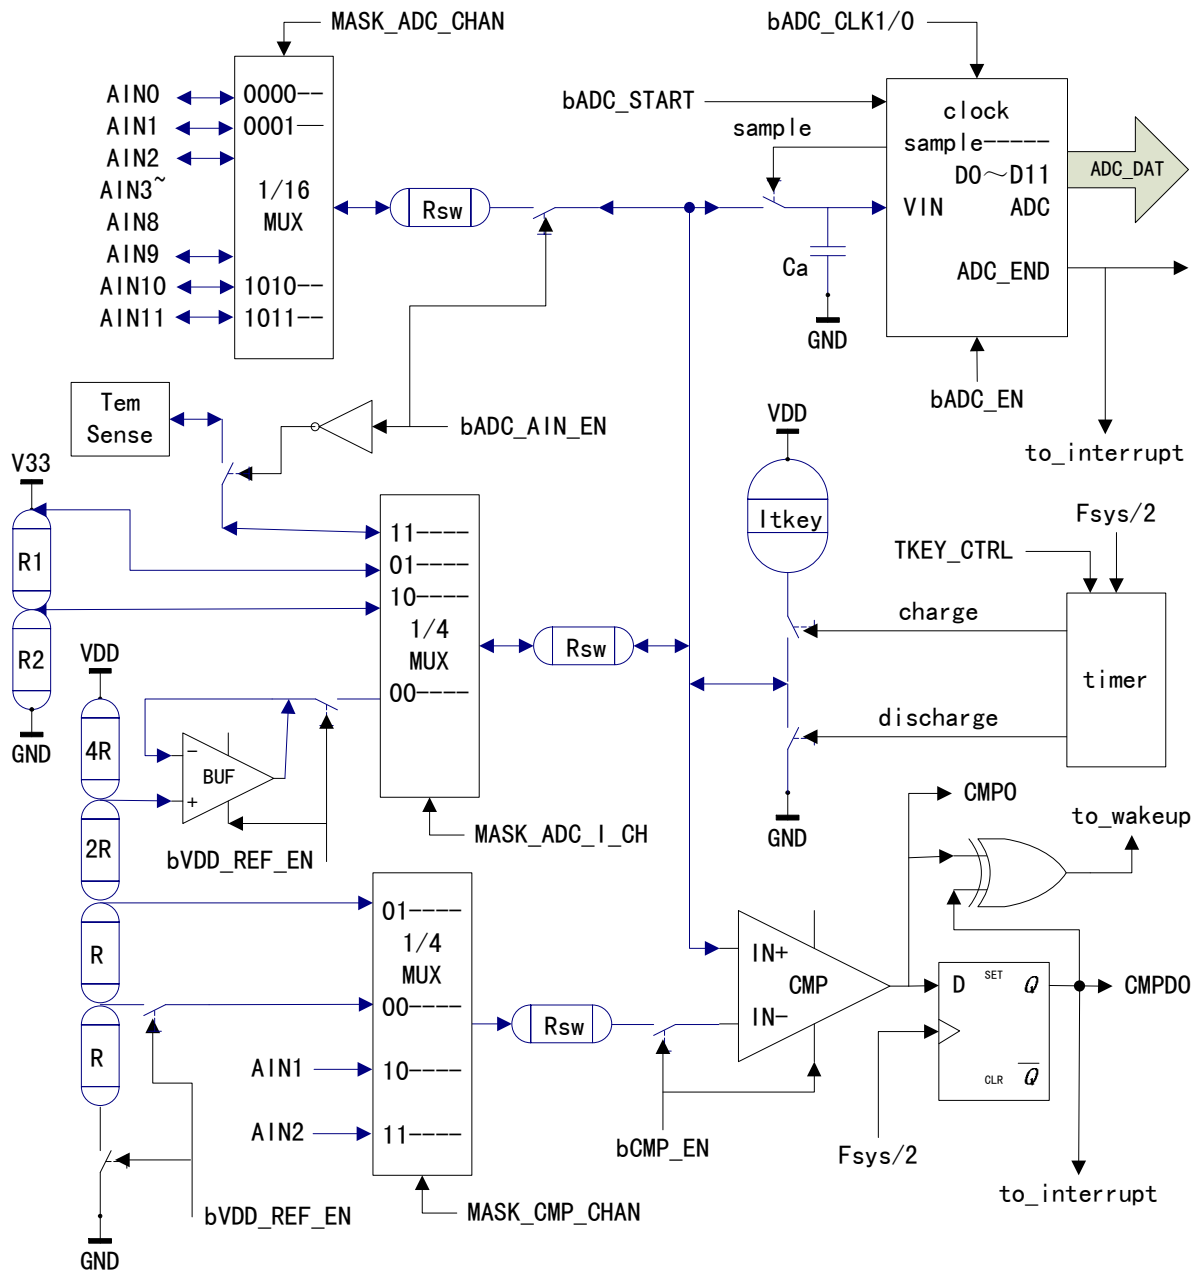 MASK_ADC_CHAN
bADC_CLK1/0
AIN0
0000--
bADC_START
clock
AIN1
0001—
sample
sample-----
AIN2
D0～D11
ADC_DAT
AIN3~
1/16
Rsw
VIN
ADC
AIN8
MUX
AIN9
Ca
ADC_END
AIN10
1010--
AIN11
1011--
GND
bADC_EN
Tem
Sense
bADC_AIN_EN
VDD
to_interrupt
V33
Itkey
Fsys/2
11----
TKEY_CTRL
R1
01----
10----
charge
1/4
MUX
Rsw
R2
VDD
timer
00----
discharge
GND
4R
-
BUF
+
CMPO
to_wakeup
GND
MASK_ADC_I_CH
2R
bVDD_REF_EN
01----
1/4
MUX
IN+
R
CMP
D
SET
Q
CMPDO
00----
IN-
Rsw
R
AIN1
10----
CLR
Q
AIN2
11----
bCMP_EN
Fsys/2
to_interrupt
bVDD_REF_EN
MASK_CMP_CHAN
GND